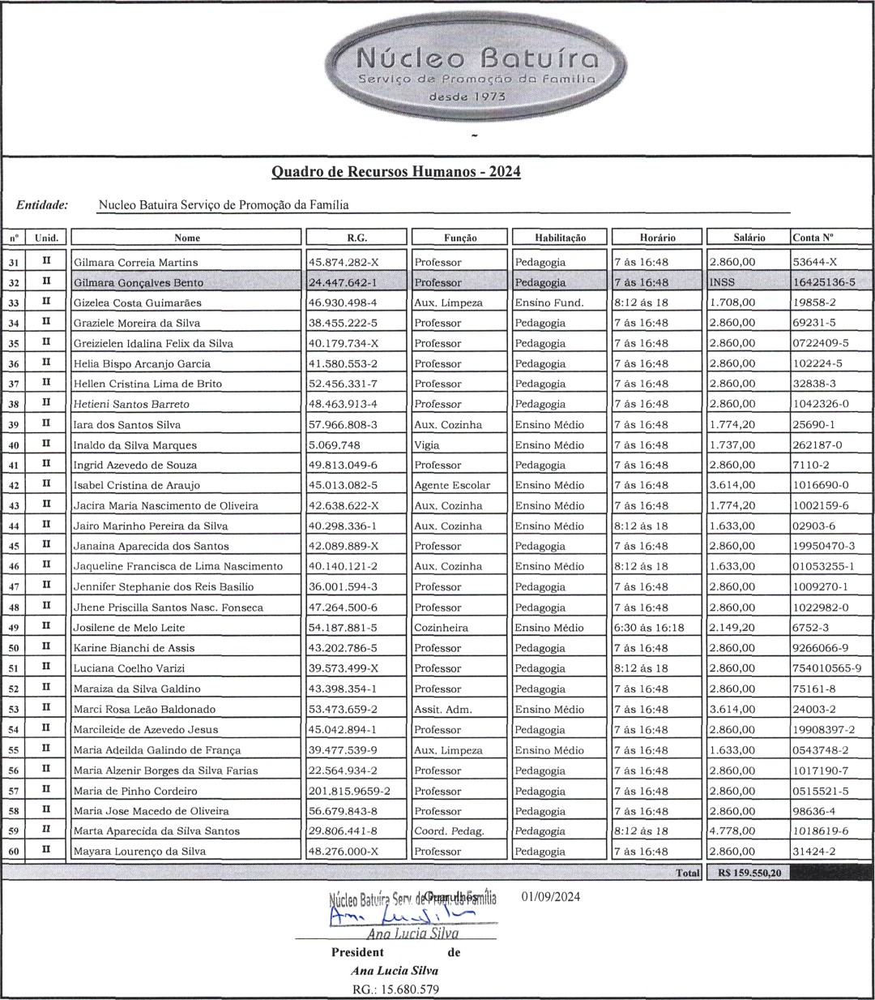 Núcleo Batuíra
Serviço de Promoção da Família
desde 1973
~
Quadro de Recursos Humanos - 2024
Entidade: Nucleo Batuira Serviço de Promoção da Família
nº Unid. Nome R.G. Função Habilitação Horário Salário Conta Nº
31 II Gilmara Correia Martins 45.874.282-X Professor Pedagogia 7 ás 16:48 2.860,00 53644-X
32 II Gilmara Gonçalves Bento 24.447.642-1 Professor Pedagogia 7 ás 16:48 INSS 16425136-5
33 II Gizelea Costa Guimarães 46.930.498-4 Aux. Limpeza Ensino Fund. 8:12 ás 18 1.708,00 19858-2
34 II Graziele Moreira da Silva 38.455.222-5 Professor Pedagogia 7 ás 16:48 2.860,00 69231-5
35 II Greizielen Idalina Felix da Silva 40.179.734-X Professor Pedagogia 7 ás 16:48 2.860,00 0722409-5
36 II Helia Bispo Arcanjo Garcia 41.580.553-2 Professor Pedagogia 7 ás 16:48 2.860,00 102224-5
37 II Hellen Cristina Lima de Brito 52.456.331-7 Professor Pedagogia 7 ás 16:48 2.860,00 32838-3
38 II Hetieni Santos Barreto 48.463.913-4 Professor Pedagogia 7 ás 16:48 2.860,00 1042326-0
39 II Iara dos Santos Silva 57.966.808-3 Aux. Cozinha Ensino Médio 7 ás 16:48 1.774,20 25690-1
40 II Inaldo da Silva Marques 5.069.748 Vigia Ensino Médio 7 ás 16:48 1.737,00 262187-0
41 II Ingrid Azevedo de Souza 49.813.049-6 Professor Pedagogia 7 ás 16:48 2.860,00 7110-2
42 II Isabel Cristina de Araujo 45.013.082-5 Agente Escolar Ensino Médio 7 ás 16:48 3.614,00 1016690-0
43 II Jacira Maria Nascimento de Oliveira 42.638.622-X Aux. Cozinha Ensino Médio 7 ás 16:48 1.774,20 1002159-6
44 II Jairo Marinho Pereira da Silva 40.298.336-1 Aux. Cozinha Ensino Médio 8:12 ás 18 1.633,00 02903-6
45 II Janaina Aparecida dos Santos 42.089.889-X Professor Pedagogia 7 ás 16:48 2.860,00 19950470-3
46 II Jaqueline Francisca de Lima Nascimento 40.140.121-2 Aux. Cozinha Ensino Médio 8:12 ás 18 1.633,00 01053255-1
47 II Jennifer Stephanie dos Reis Basilio 36.001.594-3 Professor Pedagogia 7 ás 16:48 2.860,00 1009270-1
48 II Jhene Priscilla Santos Nasc. Fonseca 47.264.500-6 Professor Pedagogia 7 ás 16:48 2.860,00 1022982-0
49 II Josilene de Melo Leite 54.187.881-5 Cozinheira Ensino Médio 6:30 ás 16:18 2.149,20 6752-3
50 II Karine Bianchi de Assis 43.202.786-5 Professor Pedagogia 7 ás 16:48 2.860,00 9266066-9
51 II Luciana Coelho Varizi 39.573.499-X Professor Pedagogia 8:12 ás 18 2.860,00 754010565-9
52 II Maraiza da Silva Galdino 43.398.354-1 Professor Pedagogia 7 ás 16:48 2.860,00 75161-8
53 II Marci Rosa Leão Baldonado 53.473.659-2 Assit. Adm. Ensino Médio 7 ás 16:48 3.614,00 24003-2
54 II Marcileide de Azevedo Jesus 45.042.894-1 Professor Pedagogia 7 ás 16:48 2.860,00 19908397-2
55 II Maria Adeilda Galindo de França 39.477.539-9 Aux. Limpeza Ensino Médio 7 ás 16:48 1.633,00 0543748-2
56 II Maria Alzenir Borges da Silva Farias 22.564.934-2 Professor Pedagogia 7 ás 16:48 2.860,00 1017190-7
57 II Maria de Pinho Cordeiro 201.815.9659-2 Professor Pedagogia 7 ás 16:48 2.860,00 0515521-5
58 II Maria Jose Macedo de Oliveira 56.679.843-8 Professor Pedagogia 7 ás 16:48 2.860,00 98636-4
59 II Marta Aparecida da Silva Santos 29.806.441-8 Coord. Pedag. Pedagogia 8:12 ás 18 4.778,00 1018619-6
60 II Mayara Lourenço da Silva 48.276.000-X Professor Pedagogia 7 ás 16:48 2.860,00 31424-2
Total R$ 159.550,20
Núcleo Batuíra Serv. de Prom. da Família Guarulhos 01/09/2024
Ana Lucia Silva
President de
Ana Lucia Silva
RG.: 15.680.579